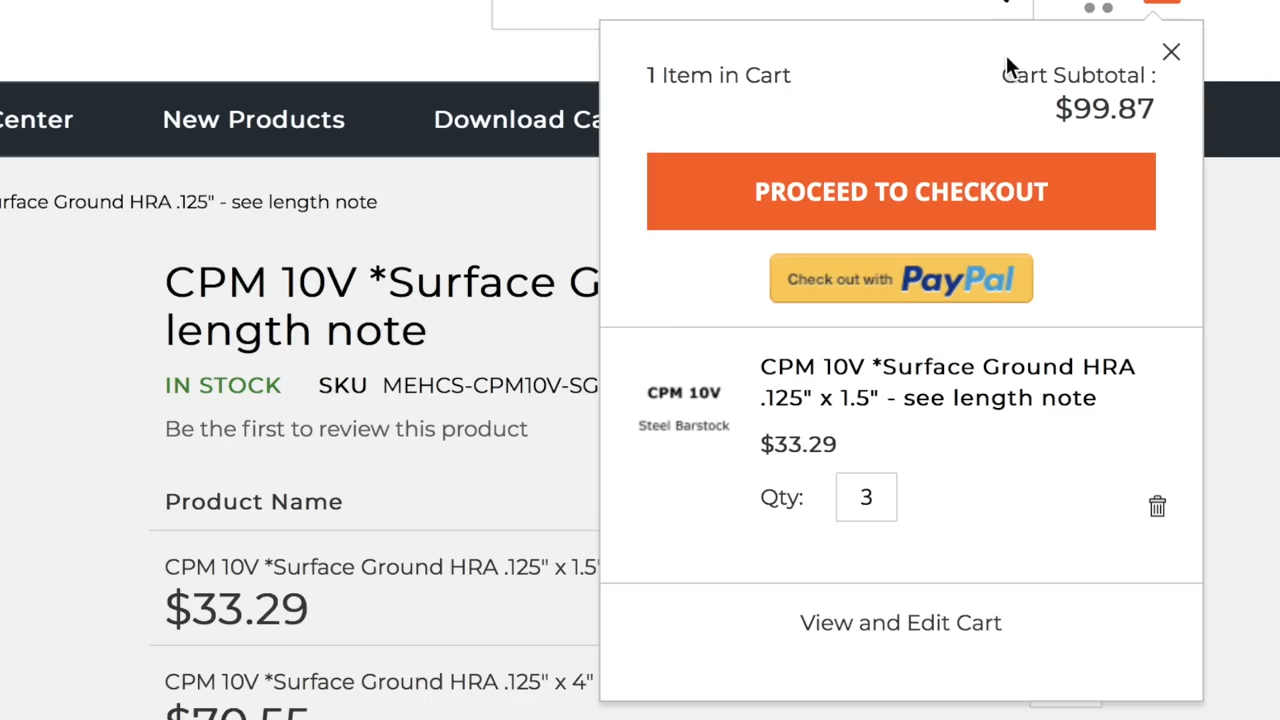 1 Item in Cart
Cart Subtotal :
$99.87
PROCEED TO CHECKOUT
Check out with PayPal
CPM 10V
Steel Barstock
CPM 10V *Surface Ground HRA
.125" x 1.5" - see length note
$33.29
Qty: 3
View and Edit Cart
Center New Products Download Ca
rface Ground HRA .125" - see length note
CPM 10V *Surface G
length note
IN STOCK SKU MEHCS-CPM10V-SG
Be the first to review this product
Product Name
CPM 10V *Surface Ground HRA .125" x 1.5"
$33.29
CPM 10V *Surface Ground HRA .125" x 4"
$70.55